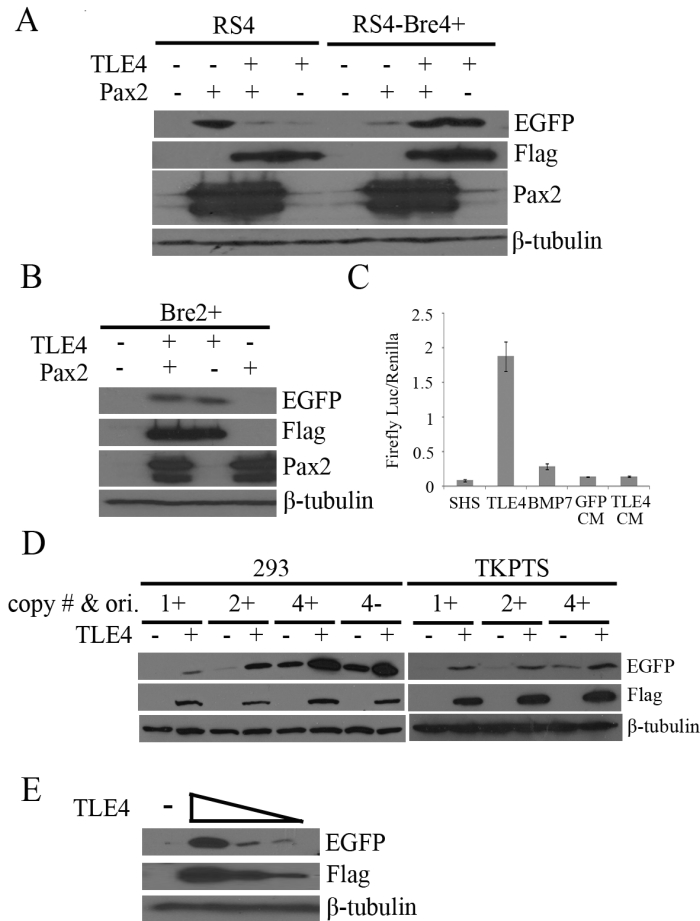 A
RS4 RS4-Bre4+
TLE4 - - + + - - + +
Pax2 - + + - - + + -
EGFP
Flag
Pax2
β-tubulin
B
Bre2+
TLE4 - + + -
Pax2 - + - +
EGFP
Flag
Pax2
β-tubulin
C
Firefly Luc/Renilla
2.5
2
1.5
1
0.5
0
SHS TLE4 BMP7 GFP CM TLE4 CM
D
293 TKPTS
copy # & ori. 1+ 2+ 4+ 4- 1+ 2+ 4+
TLE4 - + - + - + - + - + - + - +
EGFP
Flag
β-tubulin
E
TLE4 -
EGFP
Flag
β-tubulin